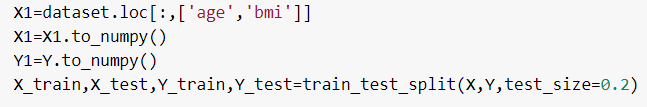 X1=dataset.loc[:,['age','bmi']]
X1=X1.to_numpy()
Y1=Y.to_numpy()
X_train,X_test,Y_train,Y_test=train_test_split(X,Y,test_size=0.2)